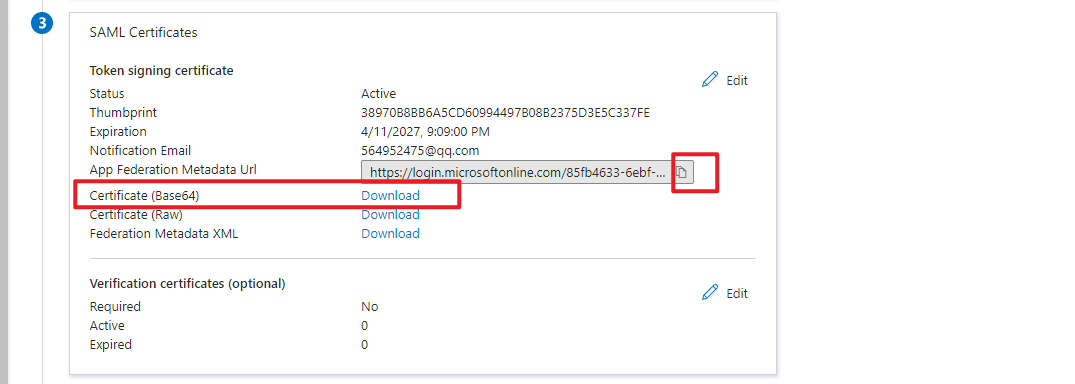 3
SAML Certificates
Token signing certificate
Edit
Status Active
Thumbprint 38970B8BB6A5CD60994497B08B2375D3E5C337FE
Expiration 4/11/2027, 9:09:00 PM
Notification Email 564952475@qq.com
App Federation Metadata Url https://login.microsoftonline.com/85fb4633-6ebf-...
Certificate (Base64) Download
Certificate (Raw) Download
Federation Metadata XML Download
Verification certificates (optional)
Edit
Required No
Active 0
Expired 0